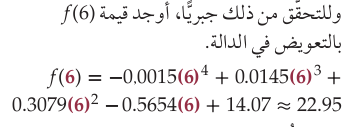 وللتحقّق من ذلك جبريًّا، أوجد قيمة f(6)
بالتعويض في الدالة.
f(6) = −0.0015(6)⁴ + 0.0145(6)³ +
0.3079(6)² − 0.5654(6) + 14.07 ≈ 22.95